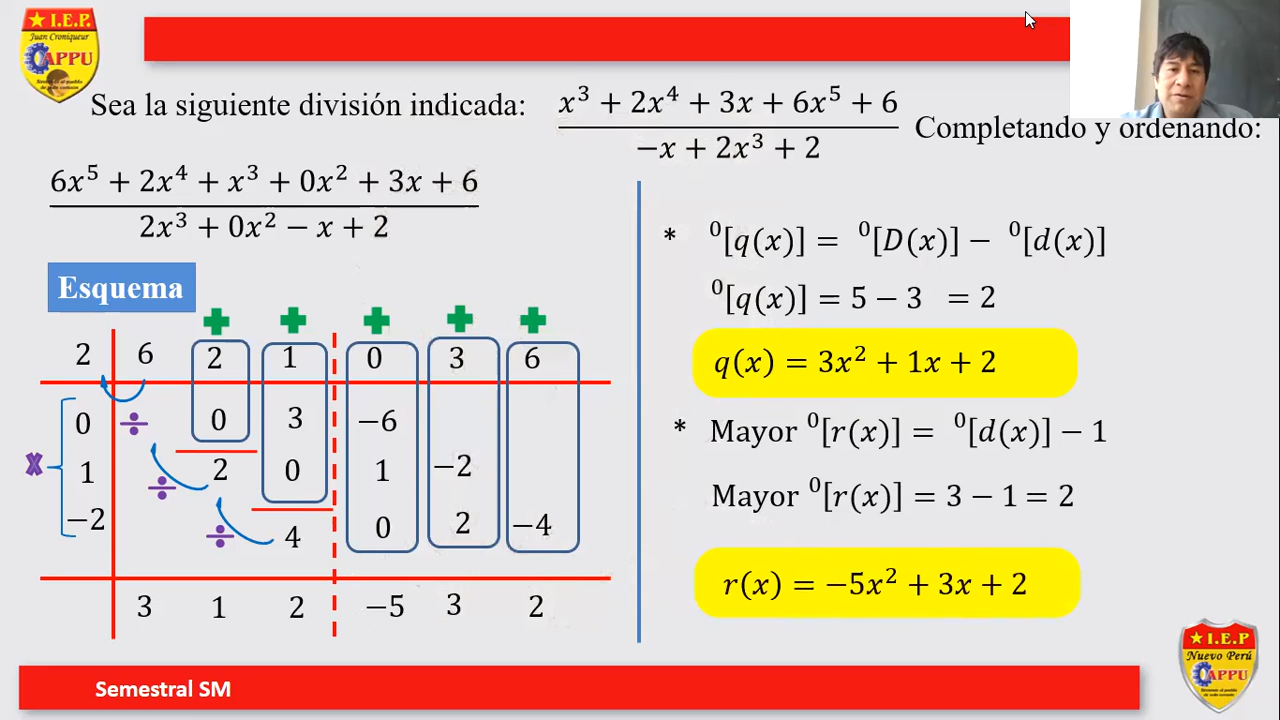 ★ I.E.P.
Juan Croniqueur
CAPPU
Sea la siguiente división indicada:
x³ + 2x⁴ + 3x + 6x⁵ + 6
−x + 2x³ + 2
Completando y ordenando:
6x⁵ + 2x⁴ + x³ + 0x² + 3x + 6
2x³ + 0x² − x + 2
Esquema
2 6 2 1 0 3 6
0 ÷ 0 3 −6
× 1 ÷ 2 0 1 −2
−2 ÷ 4 0 2 −4
3 1 2 −5 3 2
* ⁰[q(x)] = ⁰[D(x)] − ⁰[d(x)]
⁰[q(x)] = 5 − 3 = 2
q(x) = 3x² + 1x + 2
* Mayor ⁰[r(x)] = ⁰[d(x)] − 1
Mayor ⁰[r(x)] = 3 − 1 = 2
r(x) = −5x² + 3x + 2
Semestral SM
★ I.E.P
Nuevo Perú
CAPPU